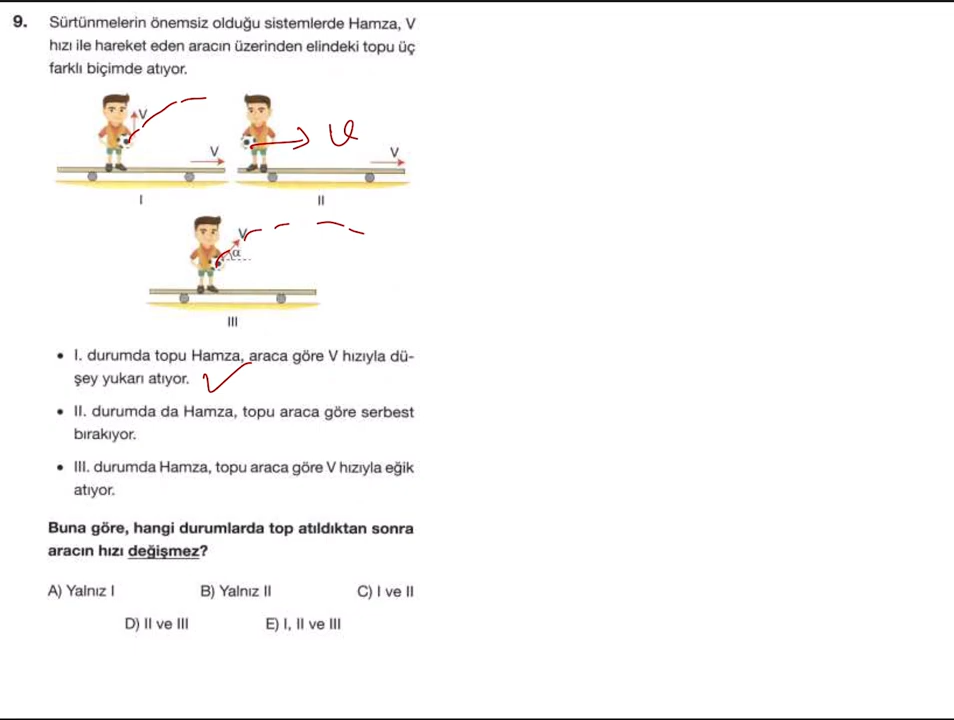 9. Sürtünmelerin önemsiz olduğu sistemlerde Hamza, V
hızı ile hareket eden aracın üzerinden elindeki topu üç
farklı biçimde atıyor.
V
V
I
V
II
V
α
III
• I. durumda topu Hamza, araca göre V hızıyla dü-
şey yukarı atıyor.
• II. durumda da Hamza, topu araca göre serbest
bırakıyor.
• III. durumda Hamza, topu araca göre V hızıyla eğik
atıyor.
Buna göre, hangi durumlarda top atıldıktan sonra
aracın hızı değişmez?
A) Yalnız I B) Yalnız II C) I ve II
D) II ve III E) I, II ve III